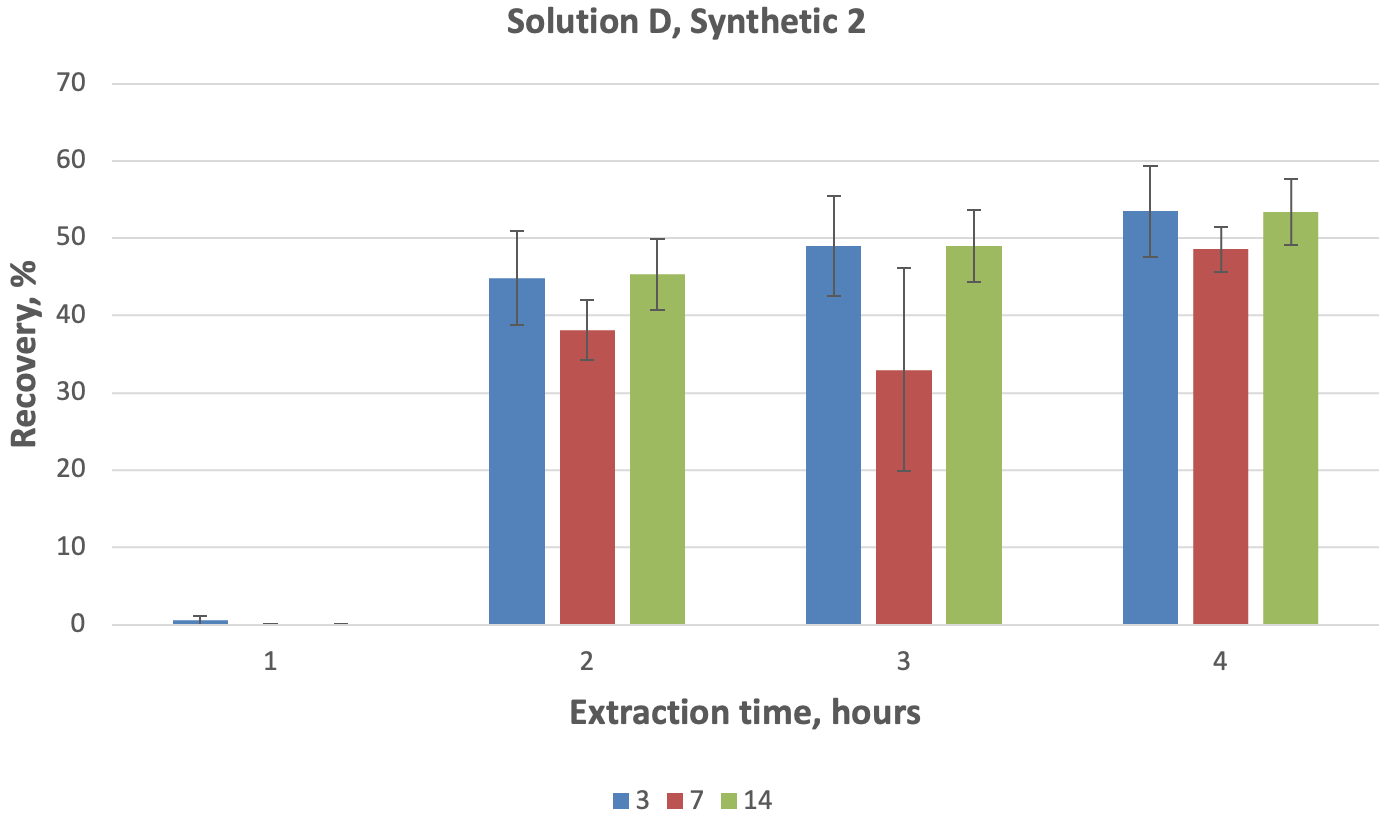 Solution D, Synthetic 2
70
60
50
40
30
20
10
0
Recovery, %
1 2 3 4
Extraction time, hours
3 7 14